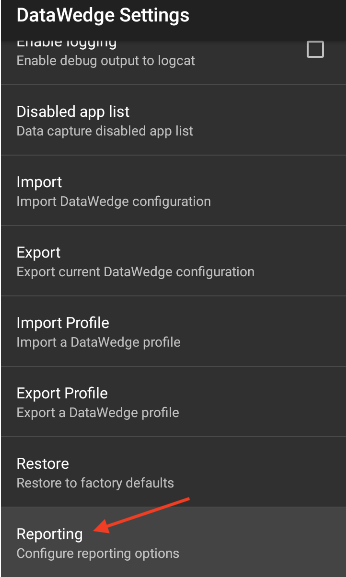 DataWedge Settings
Enable logging
Enable debug output to logcat
Disabled app list
Data capture disabled app list
Import
Import DataWedge configuration
Export
Export current DataWedge configuration
Import Profile
Import a DataWedge profile
Export Profile
Export a DataWedge profile
Restore
Restore to factory defaults
Reporting
Configure reporting options